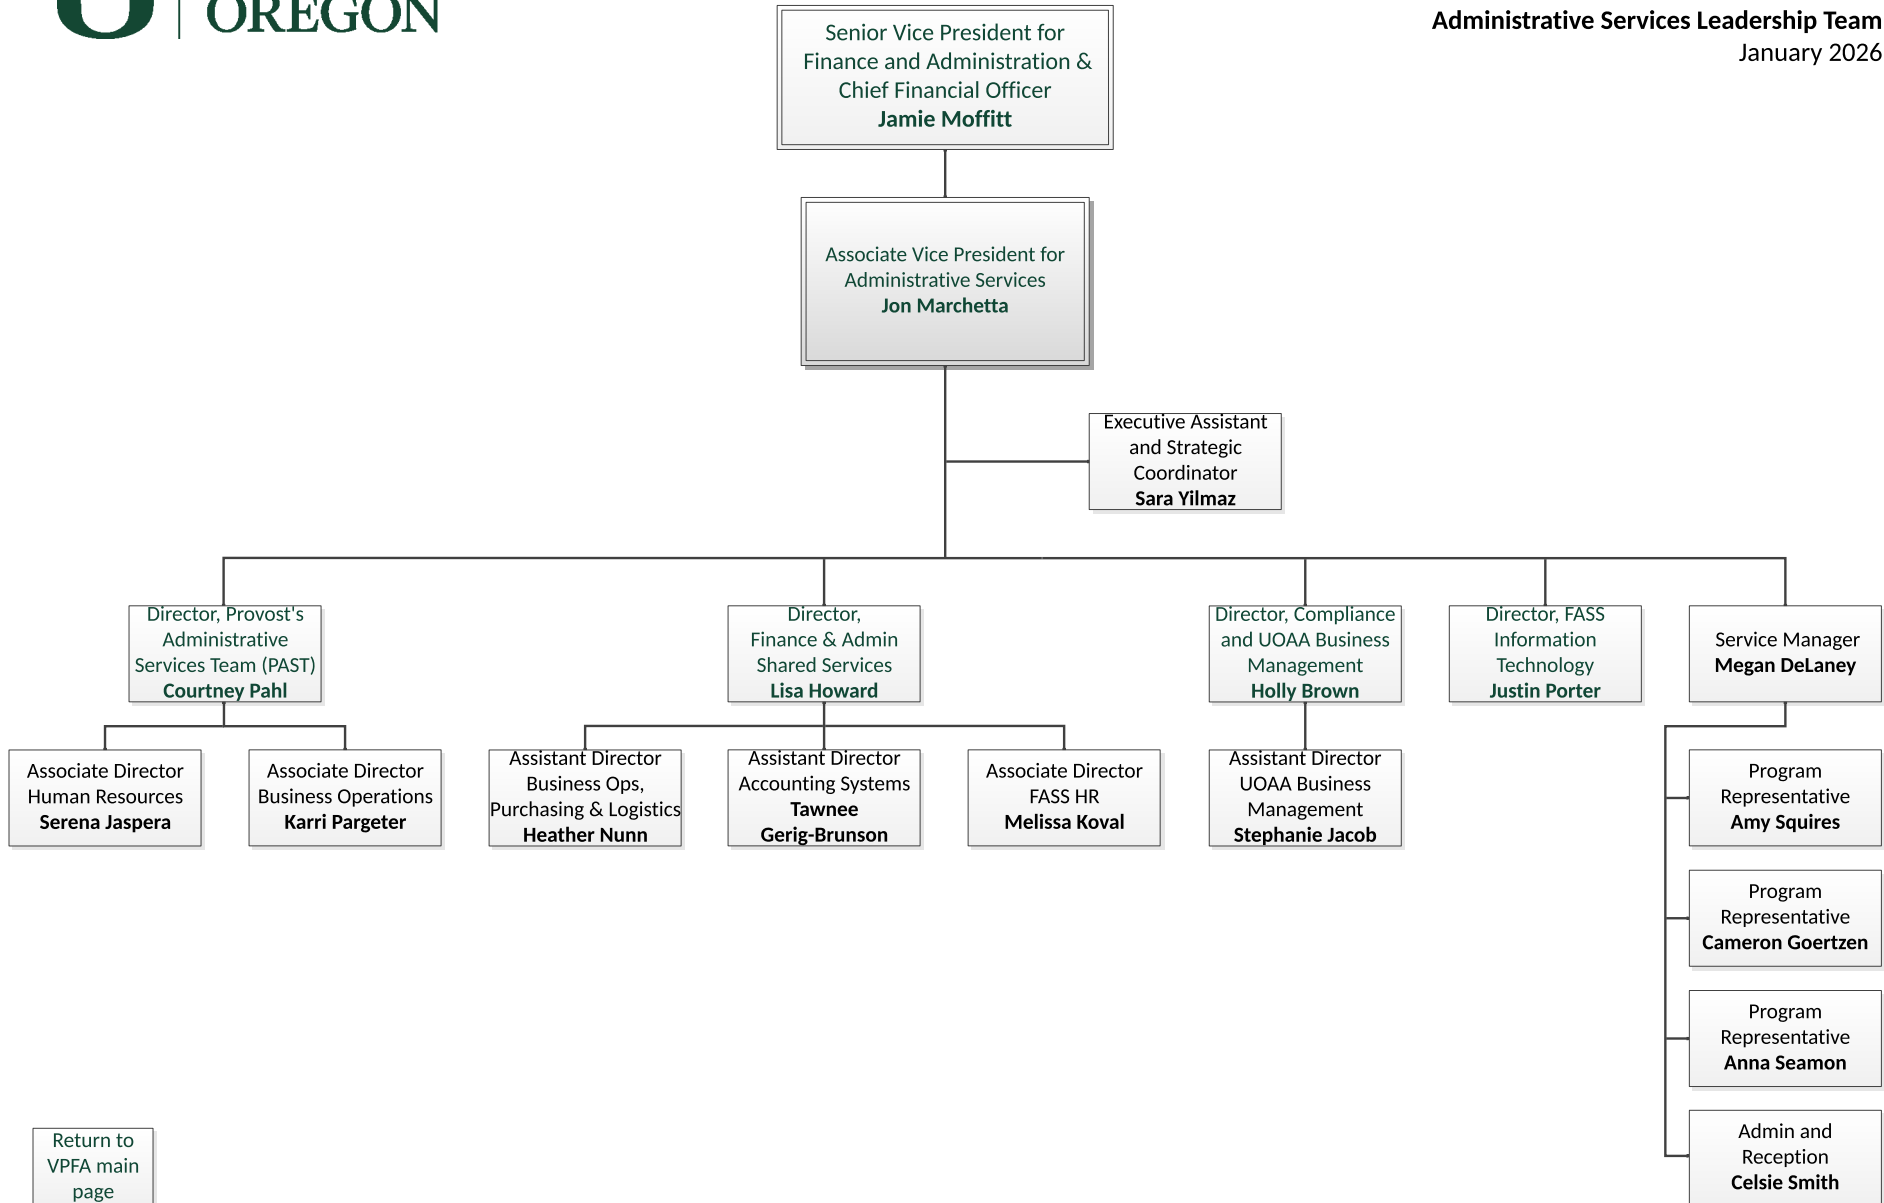 OREGON
Administrative Services Leadership Team
January 2026
Senior Vice President for
Finance and Administration &
Chief Financial Officer
Jamie Moffitt
Associate Vice President for
Administrative Services
Jon Marchetta
Executive Assistant
and Strategic
Coordinator
Sara Yilmaz
Director, Provost's
Administrative
Services Team (PAST)
Courtney Pahl
Director,
Finance & Admin
Shared Services
Lisa Howard
Director, Compliance
and UOAA Business
Management
Holly Brown
Director, FASS
Information
Technology
Justin Porter
Service Manager
Megan DeLaney
Associate Director
Human Resources
Serena Jaspera
Associate Director
Business Operations
Karri Pargeter
Assistant Director
Business Ops,
Purchasing & Logistics
Heather Nunn
Assistant Director
Accounting Systems
Tawnee
Gerig-Brunson
Associate Director
FASS HR
Melissa Koval
Assistant Director
UOAA Business
Management
Stephanie Jacob
Program
Representative
Amy Squires
Program
Representative
Cameron Goertzen
Program
Representative
Anna Seamon
Admin and
Reception
Celsie Smith
Return to
VPFA main
page